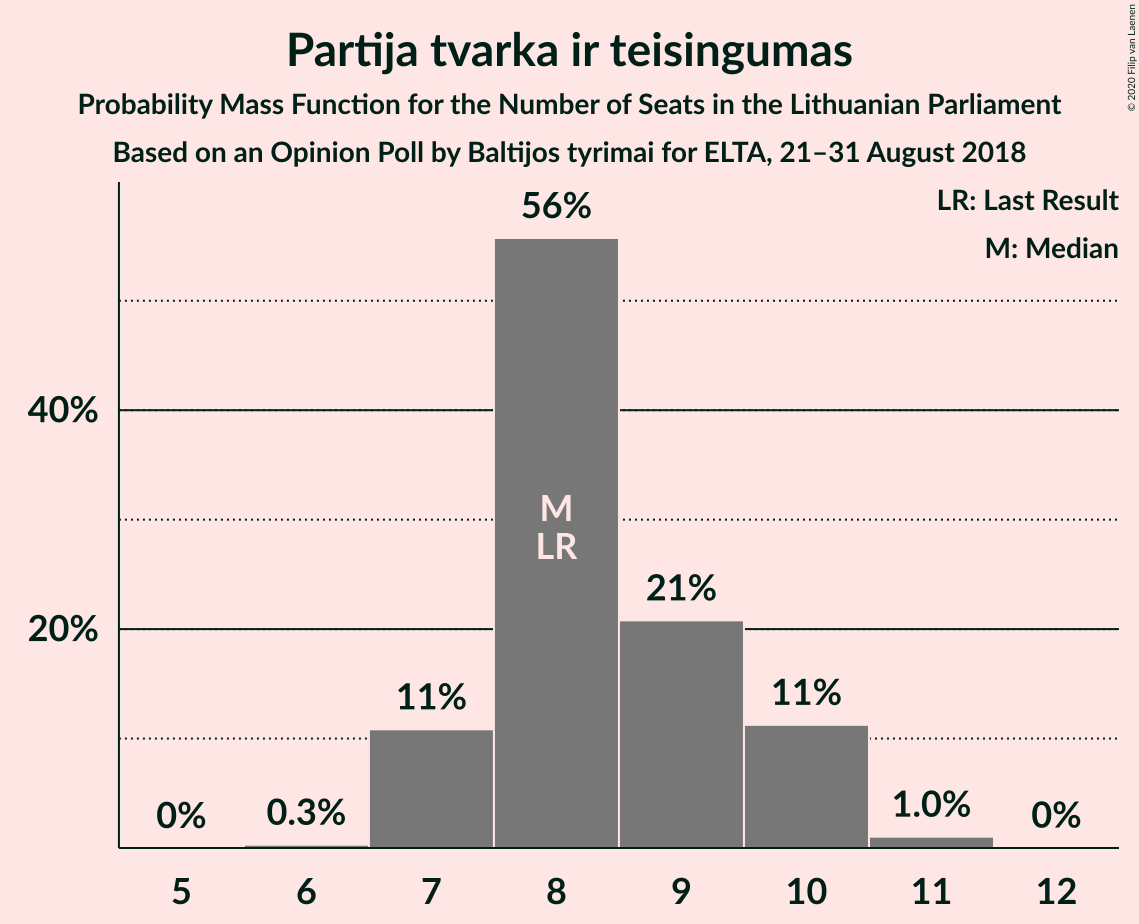 Partija tvarka ir teisingumas
Probability Mass Function for the Number of Seats in the Lithuanian Parliament
Based on an Opinion Poll by Baltijos tyrimai for ELTA, 21–31 August 2018
© 2020 Filip van Laenen
LR: Last Result
M: Median
56%
40%
M
LR
21%
20%
11%
11%
0%
0.3%
1.0%
0%
5 6 7 8 9 10 11 12